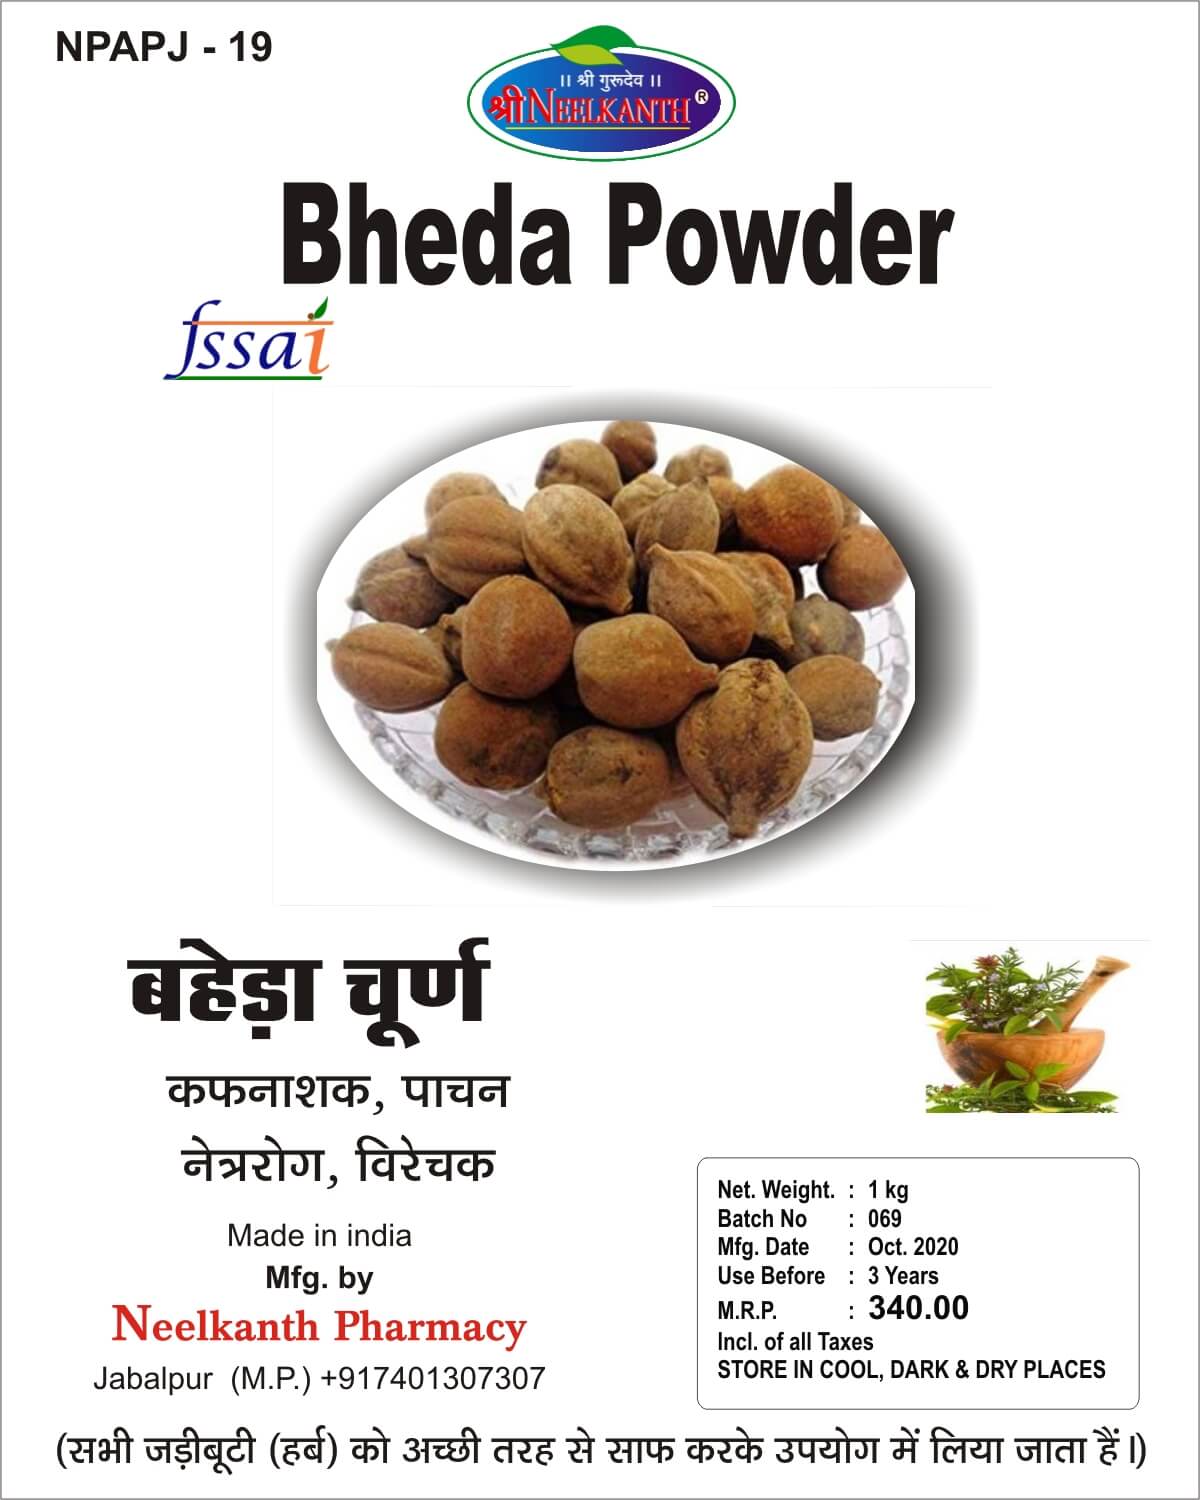 NPAPJ - 19
।। श्री गुरूदेव ।।
श्री NEELKANTH ®
Bheda Powder
fssai
बहेड़ा चूर्ण
कफनाशक, पाचन
नेत्ररोग, विरेचक
Made in india
Mfg. by
Neelkanth Pharmacy
Jabalpur (M.P.) +917401307307
Net. Weight. : 1 kg
Batch No : 069
Mfg. Date : Oct. 2020
Use Before : 3 Years
M.R.P. : 340.00
Incl. of all Taxes
STORE IN COOL, DARK & DRY PLACES
(सभी जड़ीबूटी (हर्ब) को अच्छी तरह से साफ करके उपयोग में लिया जाता हैं।)